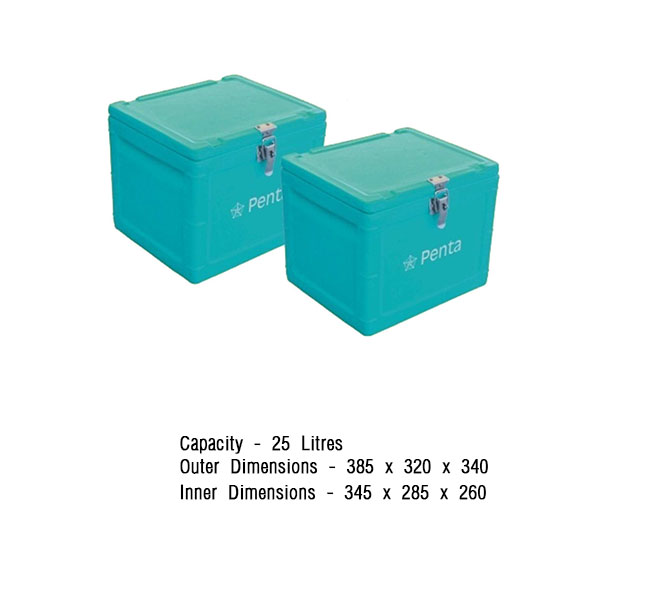 Penta
Penta
Capacity - 25 Litres
Outer Dimensions - 385 x 320 x 340
Inner Dimensions - 345 x 285 x 260